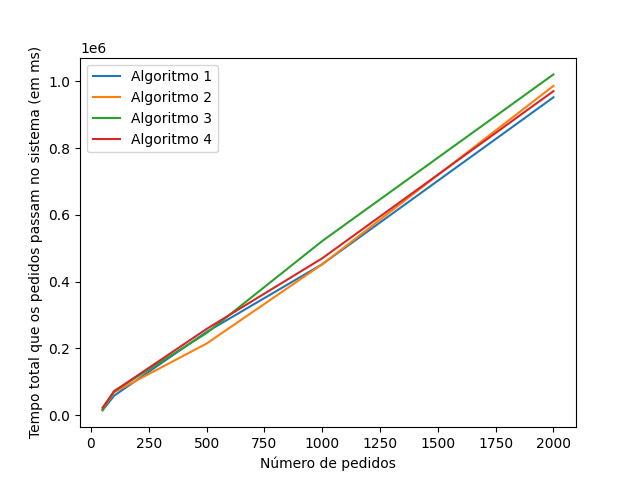 1e6
Algoritmo 1
Algoritmo 2
Algoritmo 3
Algoritmo 4
Tempo total que os pedidos passam no sistema (em ms)
1.0
0.8
0.6
0.4
0.2
0.0
0 250 500 750 1000 1250 1500 1750 2000
Número de pedidos